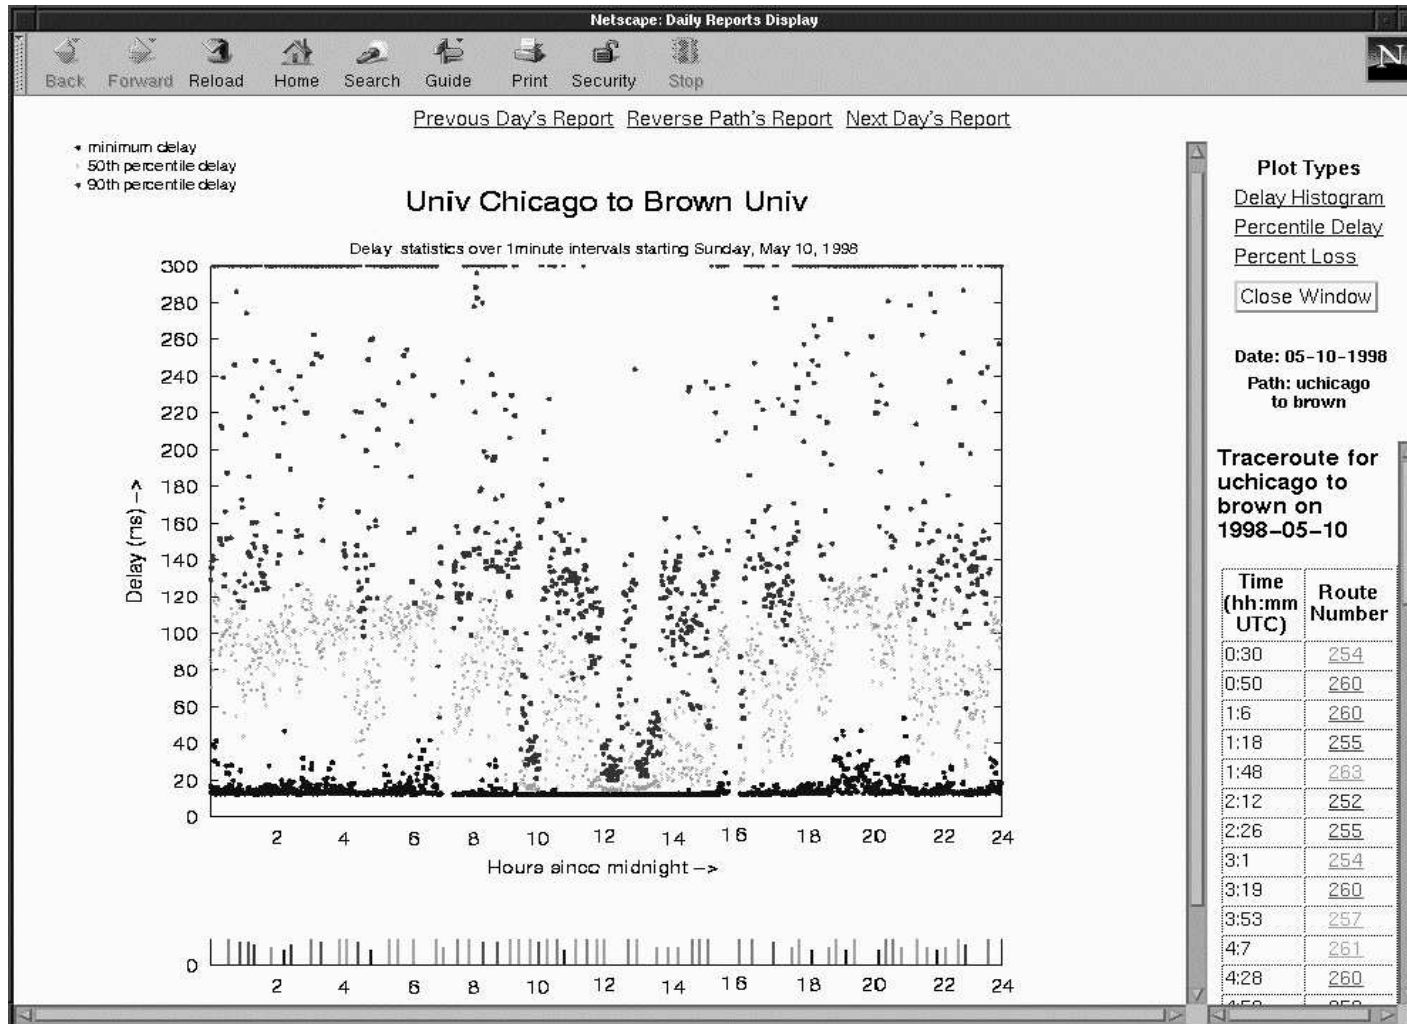 Netscape: Daily Reports Display
Back Forward Reload Home Search Guide Print Security Stop
N
Prevous Day's Report Reverse Path's Report Next Day's Report
minimum delay
50th percentile delay
90th percentile delay
Univ Chicago to Brown Univ
Delay statistics over 1minute intervals starting Sunday, May 10, 1998
300
280
260
240
220
200
180
160
140
120
100
80
60
40
20
0
Delay (ms) -->
2 4 6 8 10 12 14 16 18 20 22 24
Hours since midnight -->
0
2 4 6 8 10 12 14 16 18 20 22 24
Plot Types
Delay Histogram
Percentile Delay
Percent Loss
Close Window
Date: 05-10-1998
Path: uchicago
to brown
Traceroute for
uchicago to
brown on
1998-05-10
Time
(hh:mm
UTC)
Route
Number
0:30 254
0:50 260
1:6 260
1:18 255
1:48 263
2:12 252
2:26 255
3:1 254
3:19 260
3:53 257
4:7 261
4:28 260